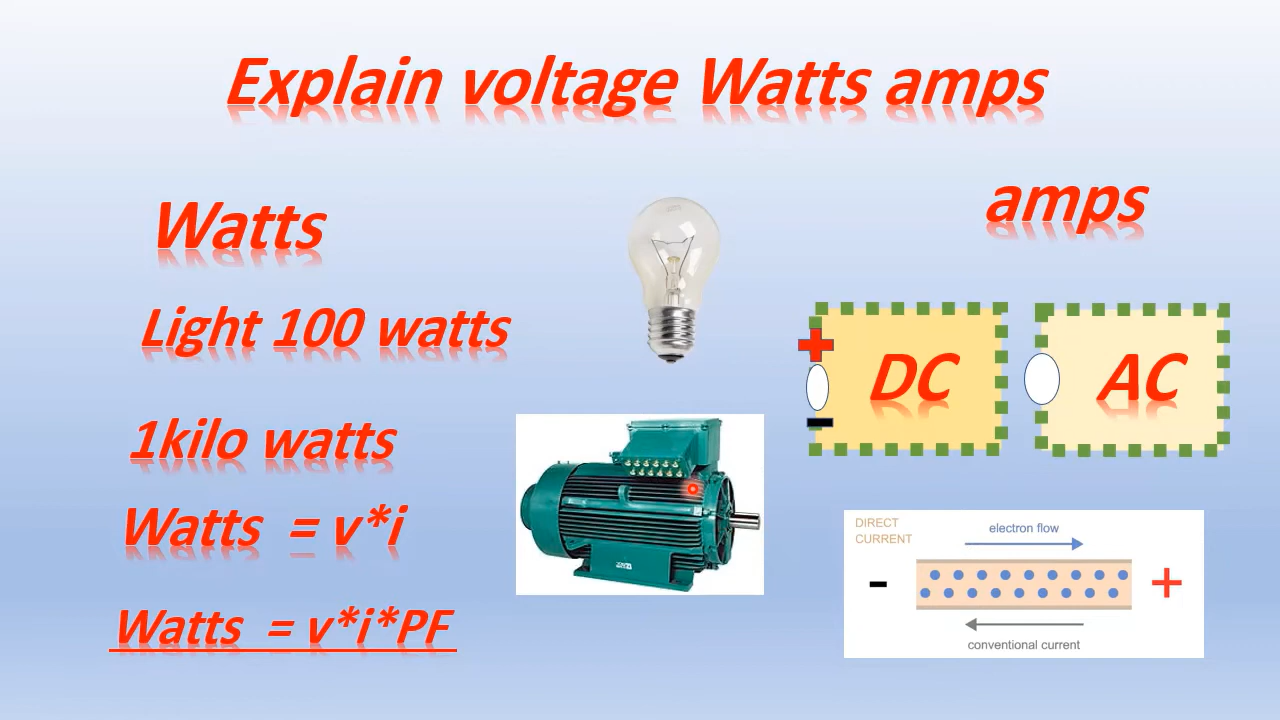 Explain voltage Watts amps
Watts
Light 100 watts
1kilo watts
Watts = v*i
Watts = v*i*PF
amps
+
DC
-
AC
DIRECT
CURRENT
electron flow
-
+
conventional current